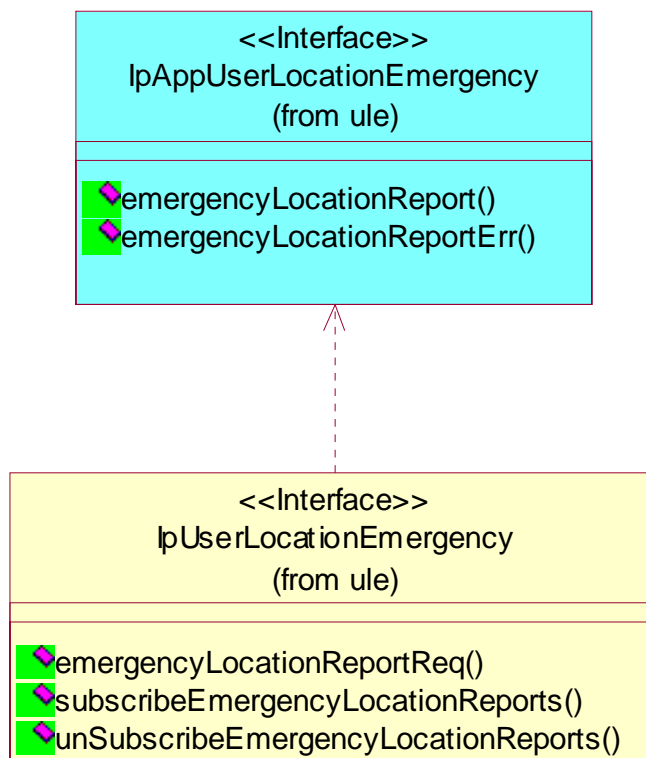 <<Interface>>
IpAppUserLocationEmergency
(from ule)
emergencyLocationReport()
emergencyLocationReportErr()
<<Interface>>
IpUserLocationEmergency
(from ule)
emergencyLocationReportReq()
subscribeEmergencyLocationReports()
unSubscribeEmergencyLocationReports()